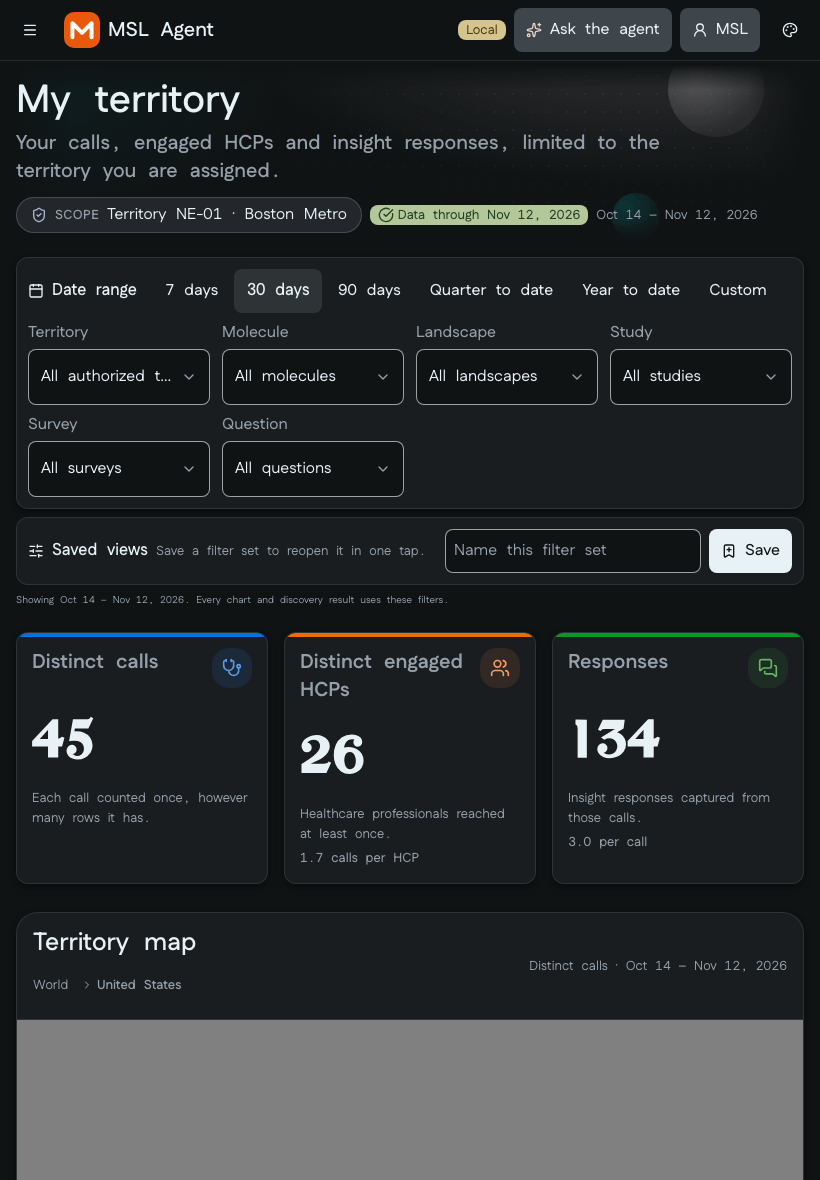 MSL Agent
Local
Ask the agent
MSL
My territory
Your calls, engaged HCPs and insight responses, limited to the
territory you are assigned.
SCOPE Territory NE-01 · Boston Metro
Data through Nov 12, 2026
Oct 14 – Nov 12, 2026
Date range
7 days
30 days
90 days
Quarter to date
Year to date
Custom
Territory
Molecule
Landscape
Study
All authorized t…
All molecules
All landscapes
All studies
Survey
Question
All surveys
All questions
Saved views Save a filter set to reopen it in one tap.
Name this filter set
Save
Showing Oct 14 – Nov 12, 2026. Every chart and discovery result uses these filters.
Distinct calls
45
Each call counted once, however
many rows it has.
Distinct engaged
HCPs
26
Healthcare professionals reached
at least once.
1.7 calls per HCP
Responses
134
Insight responses captured from
those calls.
3.0 per call
Territory map
Distinct calls · Oct 14 – Nov 12, 2026
World > United States